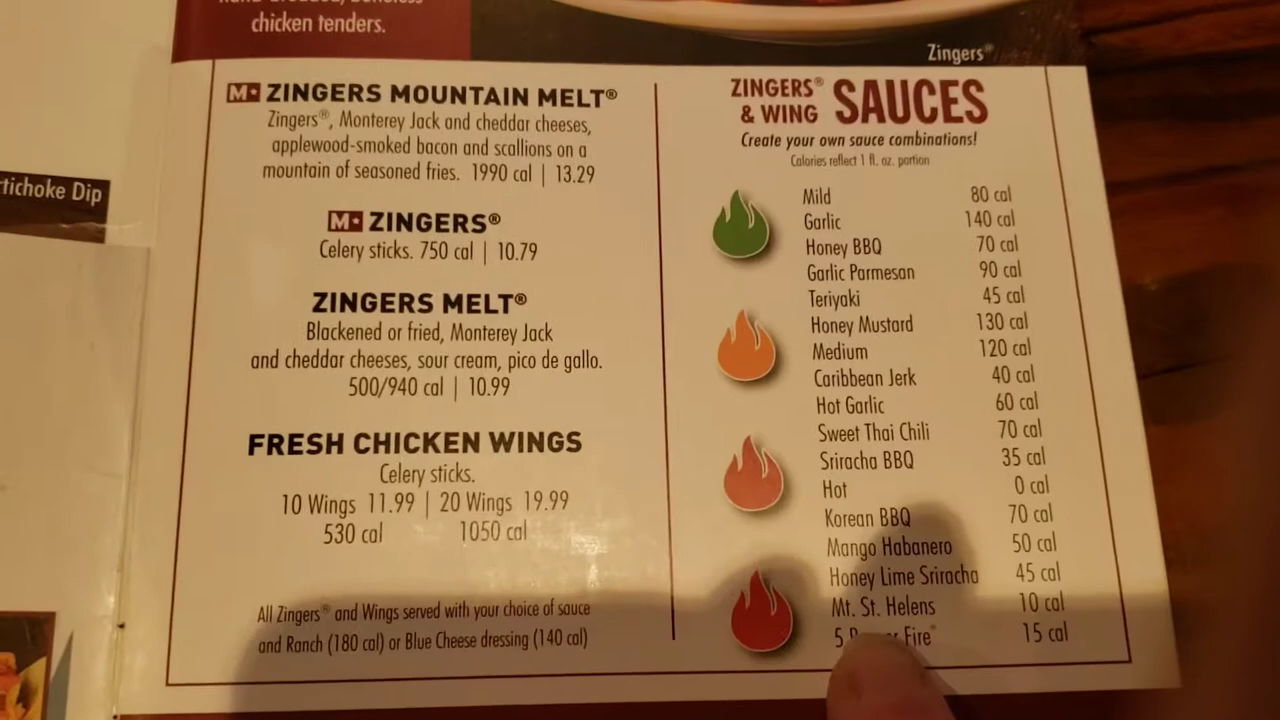 chicken tenders.
Zingers®
tichoke Dip
M★ ZINGERS MOUNTAIN MELT®
Zingers®, Monterey Jack and cheddar cheeses,
applewood-smoked bacon and scallions on a
mountain of seasoned fries. 1990 cal | 13.29
M★ ZINGERS®
Celery sticks. 750 cal | 10.79
ZINGERS MELT®
Blackened or fried, Monterey Jack
and cheddar cheeses, sour cream, pico de gallo.
500/940 cal | 10.99
FRESH CHICKEN WINGS
Celery sticks.
10 Wings 11.99 | 20 Wings 19.99
530 cal 1050 cal
All Zingers® and Wings served with your choice of sauce
and Ranch (180 cal) or Blue Cheese dressing (140 cal)
ZINGERS® & WING SAUCES
Create your own sauce combinations!
Calories reflect 1 fl. oz. portion
Mild 80 cal
Garlic 140 cal
Honey BBQ 70 cal
Garlic Parmesan 90 cal
Teriyaki 45 cal
Honey Mustard 130 cal
Medium 120 cal
Caribbean Jerk 40 cal
Hot Garlic 60 cal
Sweet Thai Chili 70 cal
Sriracha BBQ 35 cal
Hot 0 cal
Korean BBQ 70 cal
Mango Habanero 50 cal
Honey Lime Sriracha 45 cal
Mt. St. Helens 10 cal
5 Fire® 15 cal